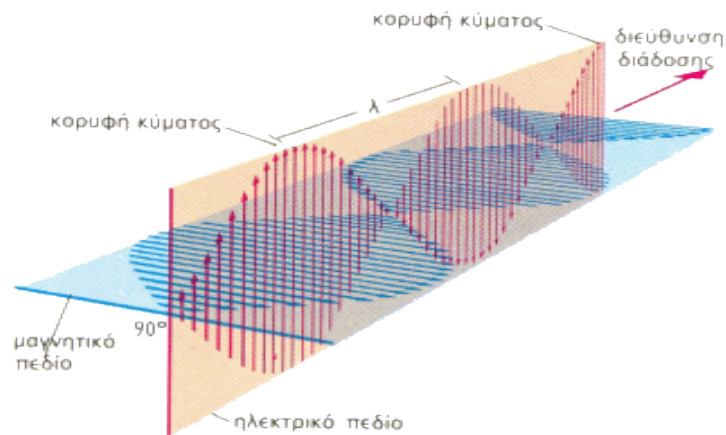 κορυφή κύματος
διεύθυνση
διάδοσης
λ
κορυφή κύματος
90°
μαγνητικό
πεδίο
ηλεκτρικό πεδίο